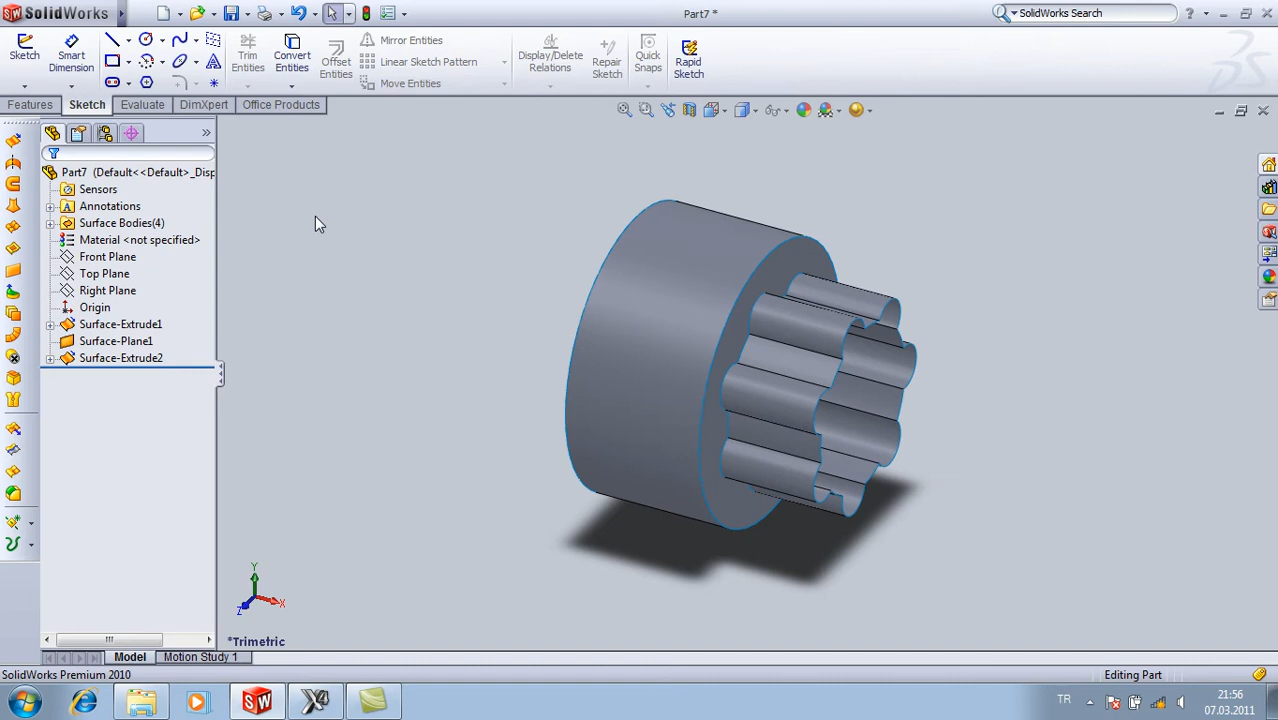 SolidWorks
Part7 *
SolidWorks Search
Sketch
Smart Dimension
Trim Entities
Convert Entities
Offset Entities
Mirror Entities
Linear Sketch Pattern
Move Entities
Display/Delete Relations
Repair Sketch
Quick Snaps
Rapid Sketch
Features
Sketch
Evaluate
DimXpert
Office Products
Part7 (Default<<Default>_Disp
Sensors
Annotations
Surface Bodies(4)
Material <not specified>
Front Plane
Top Plane
Right Plane
Origin
Surface-Extrude1
Surface-Plane1
Surface-Extrude2
Y
Z
X
*Trimetric
Model
Motion Study 1
SolidWorks Premium 2010
Editing Part
TR
21:56
07.03.2011